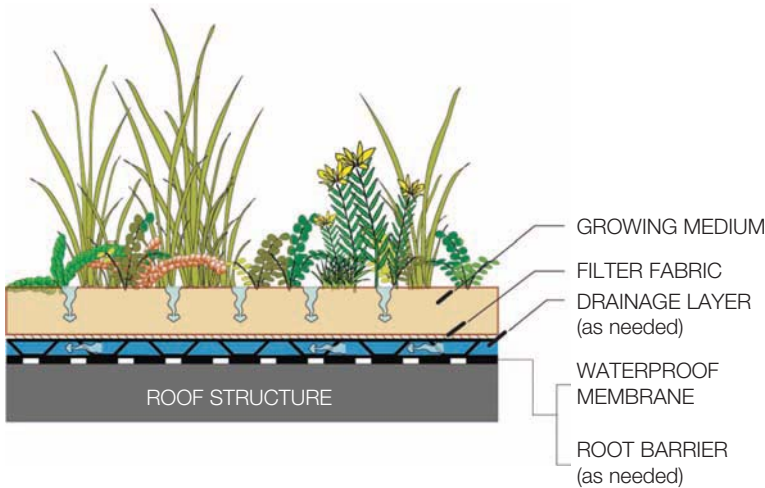 GROWING MEDIUM
FILTER FABRIC
DRAINAGE LAYER
(as needed)
WATERPROOF
MEMBRANE
ROOF STRUCTURE
ROOT BARRIER
(as needed)